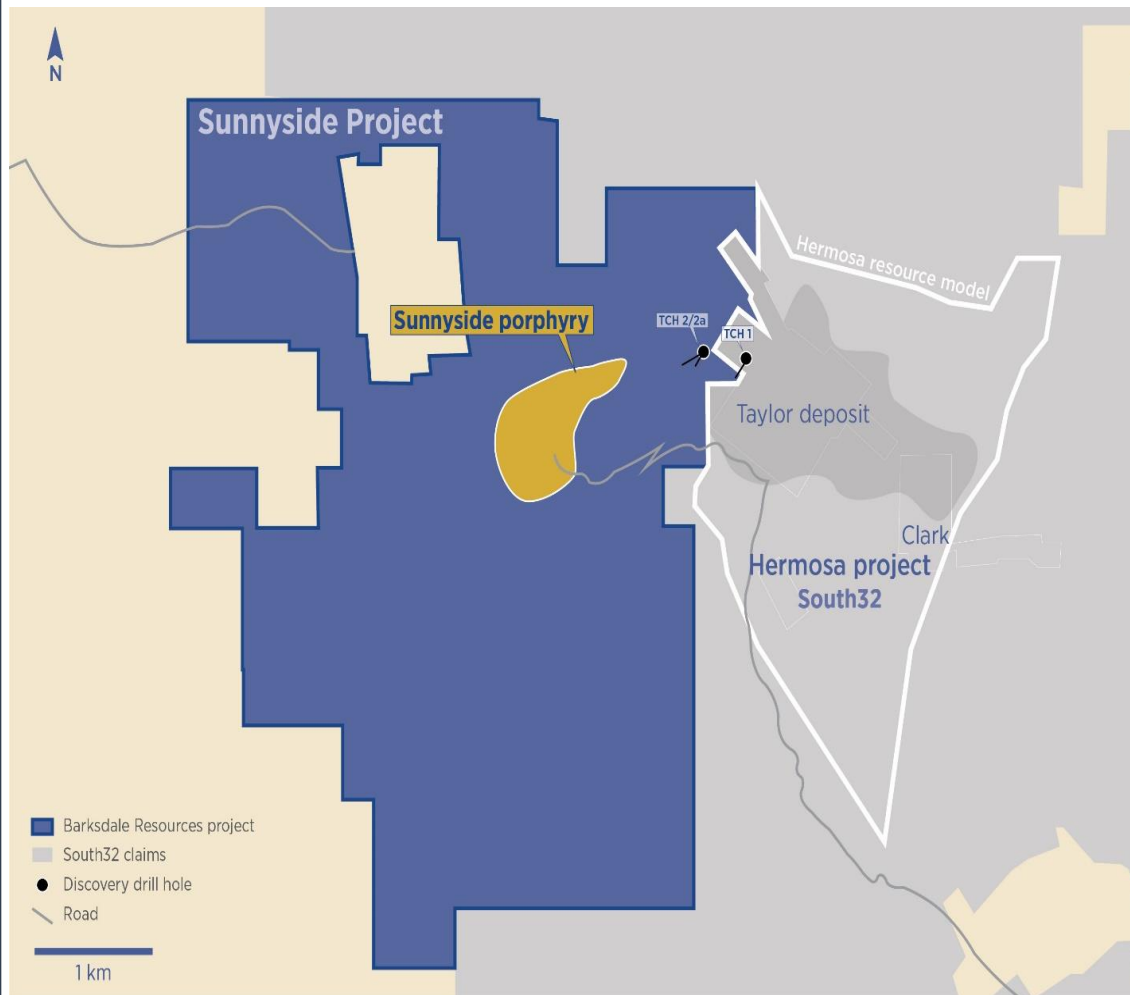 N
Sunnyside Project
Hermosa resource model
Sunnyside porphyry
TCH 2/2a
TCH 1
Taylor deposit
Clark
Hermosa project
South32
Barksdale Resources project
South32 claims
Discovery drill hole
Road
1 km